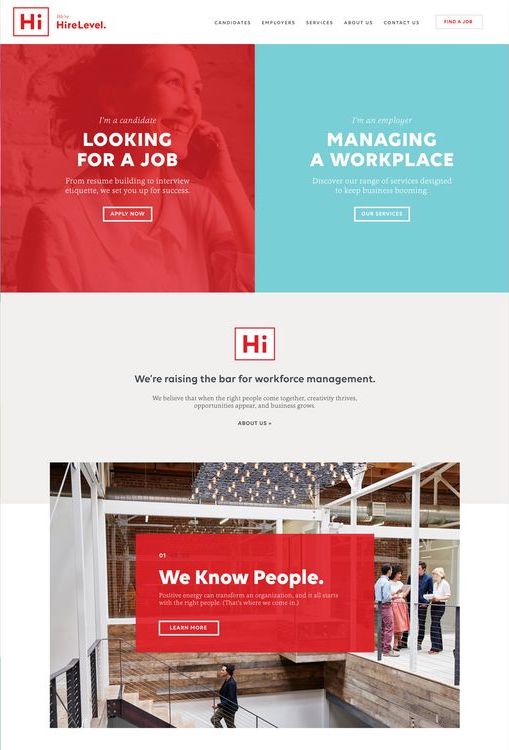 Hi
We're
HireLevel.
CANDIDATES EMPLOYERS SERVICES ABOUT US CONTACT US
FIND A JOB
I'm a candidate
LOOKING
FOR A JOB
From resume building to interview
etiquette, we set you up for success.
APPLY NOW
I'm an employer
MANAGING
A WORKPLACE
Discover our range of services designed
to keep business booming.
OUR SERVICES
Hi
We're raising the bar for workforce management.
We believe that when the right people come together, creativity thrives,
opportunities appear, and business grows.
ABOUT US »
01
We Know People.
Positive energy can transform an organization, and it all starts
with the right people. (That's where we come in.)
LEARN MORE